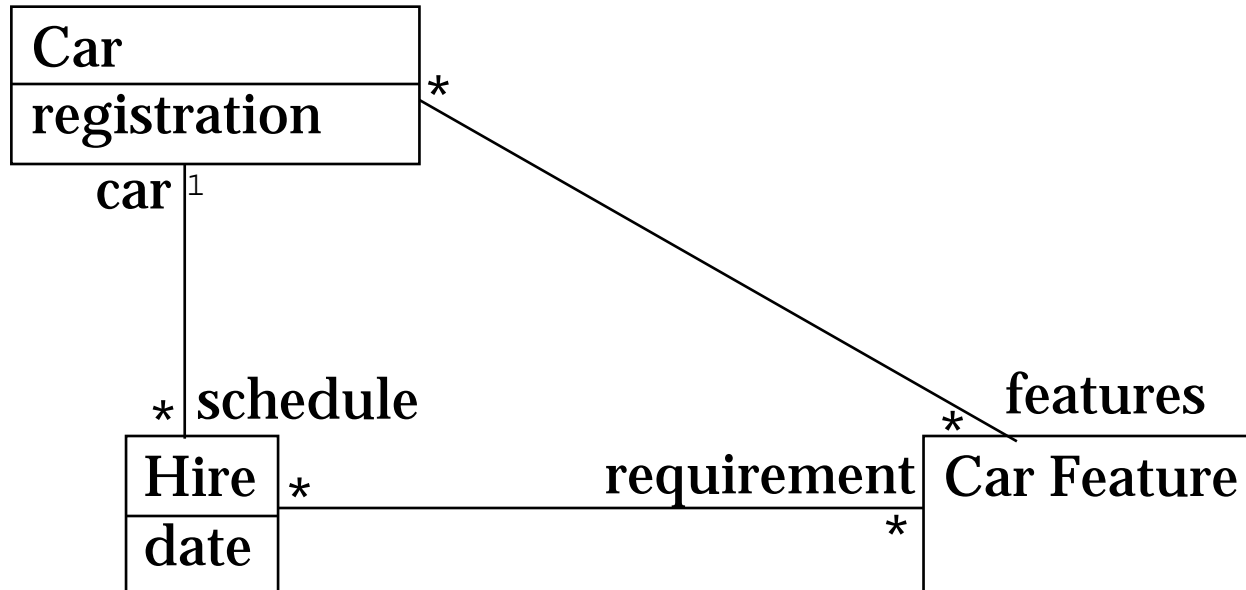 Car
*
registration
car 1
features
* schedule
*
Hire
*
requirement
Car Feature
*
date